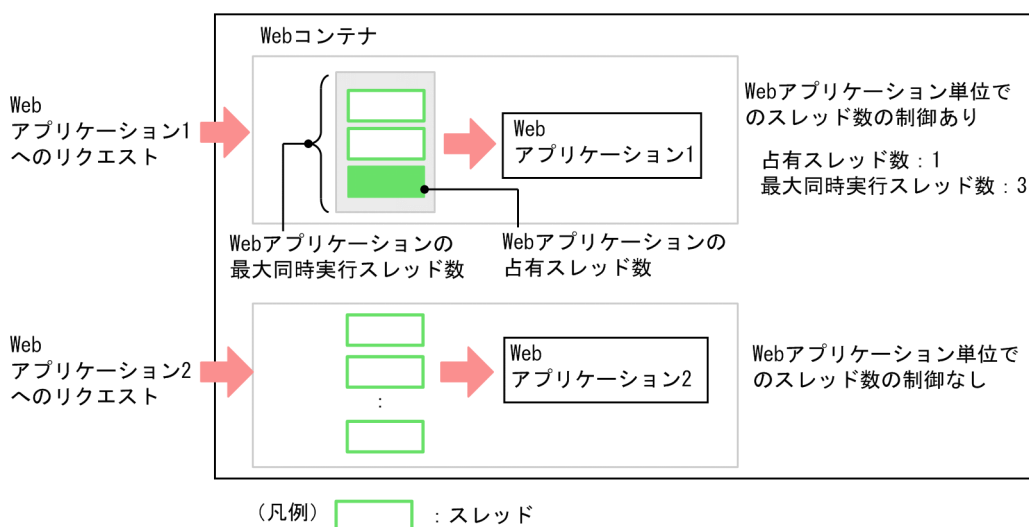 Webコンテナ
Web
アプリケーション1
へのリクエスト
Web
アプリケーション1
Webアプリケーション単位で
のスレッド数の制御あり
占有スレッド数：1
最大同時実行スレッド数：3
Webアプリケーションの
最大同時実行スレッド数
Webアプリケーションの
占有スレッド数
Web
アプリケーション2
へのリクエスト
:
Web
アプリケーション2
Webアプリケーション単位で
のスレッド数の制御なし
（凡例）
：スレッド